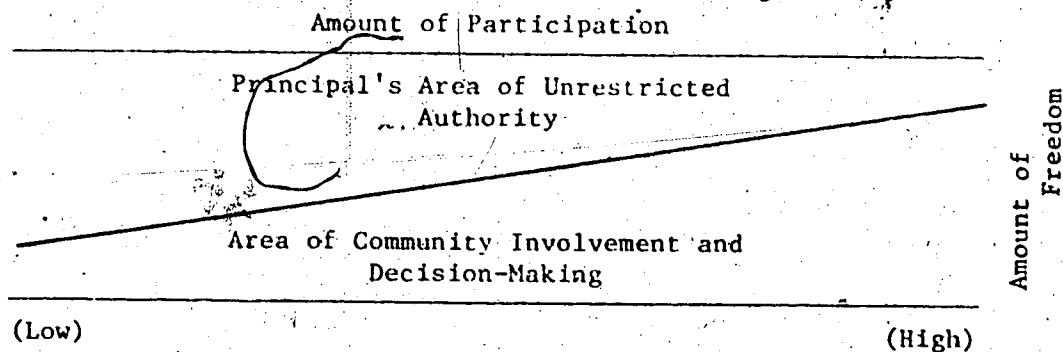 Amount of Participation
Principal's Area of Unrestricted
Authority
Area of Community Involvement and
Decision-Making
(Low)
(High)
Amount of
Freedom